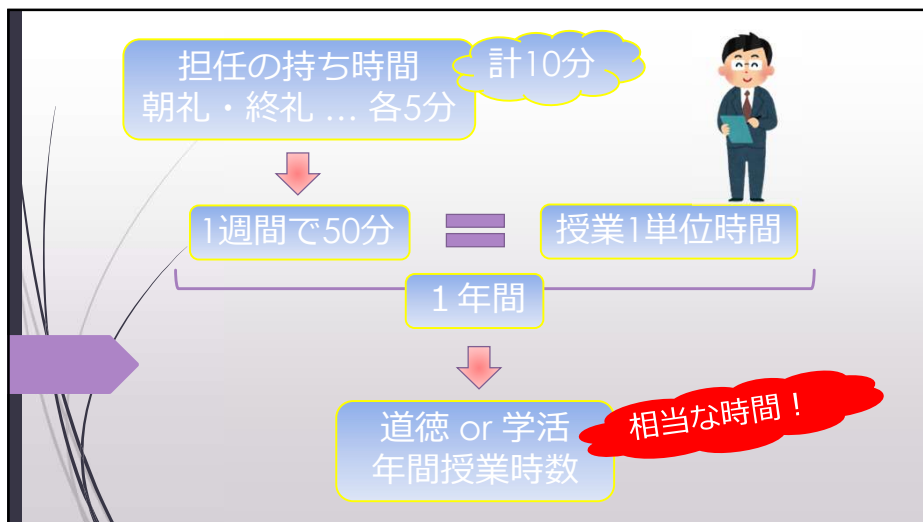 担任の持ち時間
朝礼・終礼 … 各5分
計10分
1週間で50分
授業1単位時間
１年間
道徳 or 学活
年間授業時数
相当な時間！